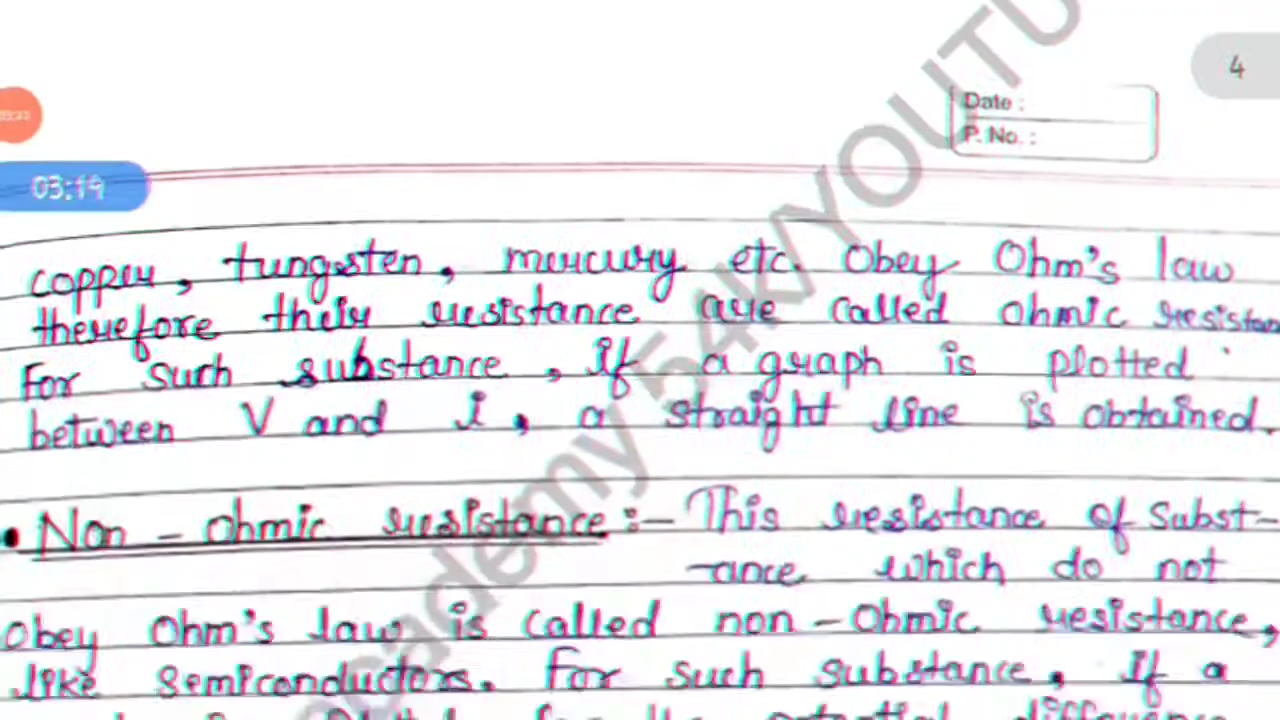 4
Date :
P. No. :
03:19
copper, tungsten, mercury etc. Obey Ohm's law
therefore their resistance are called ohmic resistan
For such substance, if a graph is plotted
between V and i, a straight line is obtained.
• Non - Ohmic resistance :- This resistance of subst-
-ance which do not
obey Ohm's law is called non-Ohmic resistance,
like semiconductors. For such substance, if a
cademy 54K/YOUTU